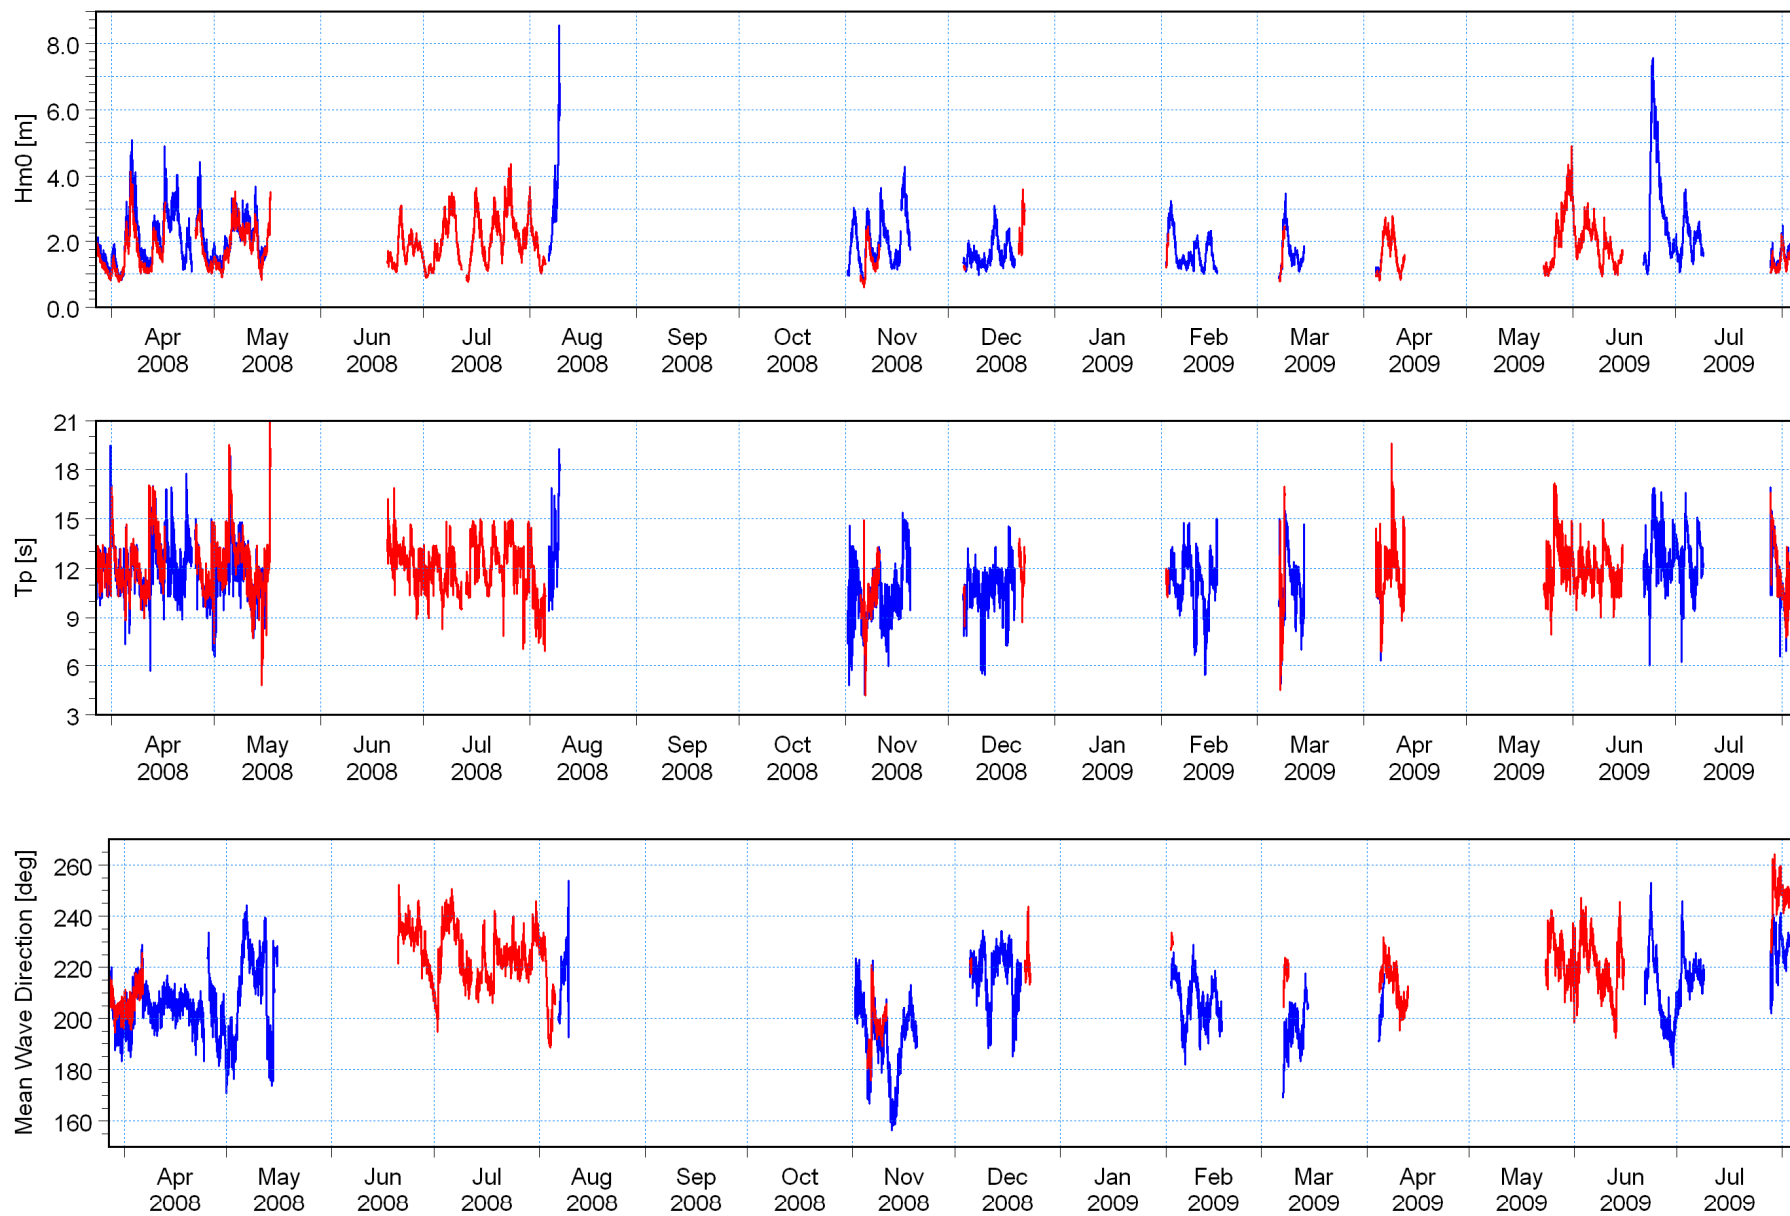 Hm0 [m]
8.0
6.0
4.0
2.0
0.0
Apr May Jun Jul Aug Sep Oct Nov Dec Jan Feb Mar Apr May Jun Jul
2008 2008 2008 2008 2008 2008 2008 2008 2008 2009 2009 2009 2009 2009 2009 2009
Tp [s]
21
18
15
12
9
6
3
Apr May Jun Jul Aug Sep Oct Nov Dec Jan Feb Mar Apr May Jun Jul
2008 2008 2008 2008 2008 2008 2008 2008 2008 2009 2009 2009 2009 2009 2009 2009
Mean Wave Direction [deg]
260
240
220
200
180
160
Apr May Jun Jul Aug Sep Oct Nov Dec Jan Feb Mar Apr May Jun Jul
2008 2008 2008 2008 2008 2008 2008 2008 2008 2009 2009 2009 2009 2009 2009 2009